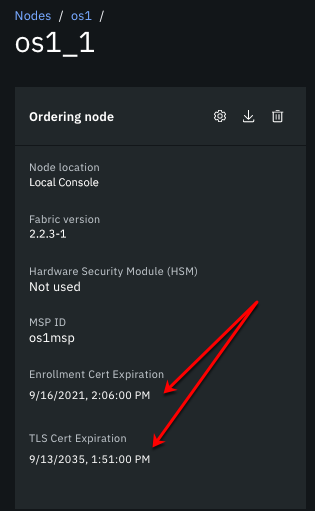 Nodes / os1 /
os1_1
Ordering node
Node location
Local Console
Fabric version
2.2.3-1
Hardware Security Module (HSM)
Not used
MSP ID
os1msp
Enrollment Cert Expiration
9/16/2021, 2:06:00 PM
TLS Cert Expiration
9/13/2035, 1:51:00 PM